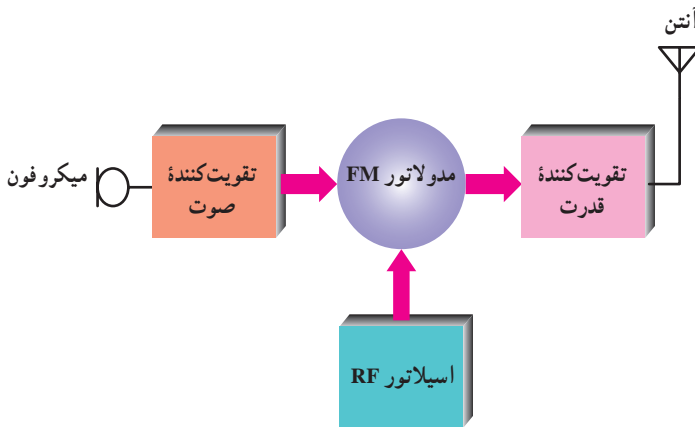 آنتن
میکروفون
تقویت‌کنندهٔ
صوت
مدولاتور FM
تقویت‌کنندهٔ
قدرت
اسیلاتور RF